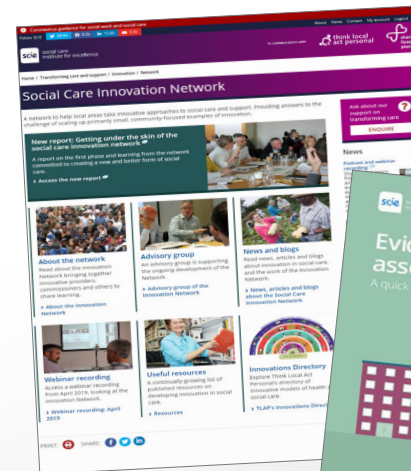 Coronavirus guidance for social work and social care
Follow SCIE
About News Contact My Account Logout
scie social care
institute for excellence
in collaboration with
think local
act personal
Home / Transforming care and support / Innovation / Network
Social Care Innovation Network
A network to help local areas take innovative approaches to social care and support. Providing answers to the
challenge of scaling up primarily small, community-focused examples of innovation.
New report: Getting under the skin of the
social care innovation network
A report on the first phase and learning from the network
committed to creating a new and better form of social
care.
Access the new report
Ask about our
support on
transforming care
?
ENQUIRE
News
Podcast and webinar
recording
About the network
Read about the Innovation
Network bringing together
innovative providers,
commissioners and others to
share learning.
About the Innovation
Network
Advisory group
An advisory group is supporting
the ongoing development of the
Network.
Advisory group of the
Innovation Network
News and blogs
Read news, articles and blogs
about innovation in social care,
and the work of the Innovation
Network.
News, articles and blogs
about the Social Care
Innovation Network
Webinar recording
Access a webinar recording
from April 2019, looking at the
Innovation Network.
Webinar recording: April
2019
Useful resources
A continually growing list of
published resources on
developing innovation in social
care.
Resources
Innovations Directory
Explore Think Local Act
Personal's directory of
innovative models of health
social care.
TLAP's Innovations
PRINT: SHARE:
scie
A quick